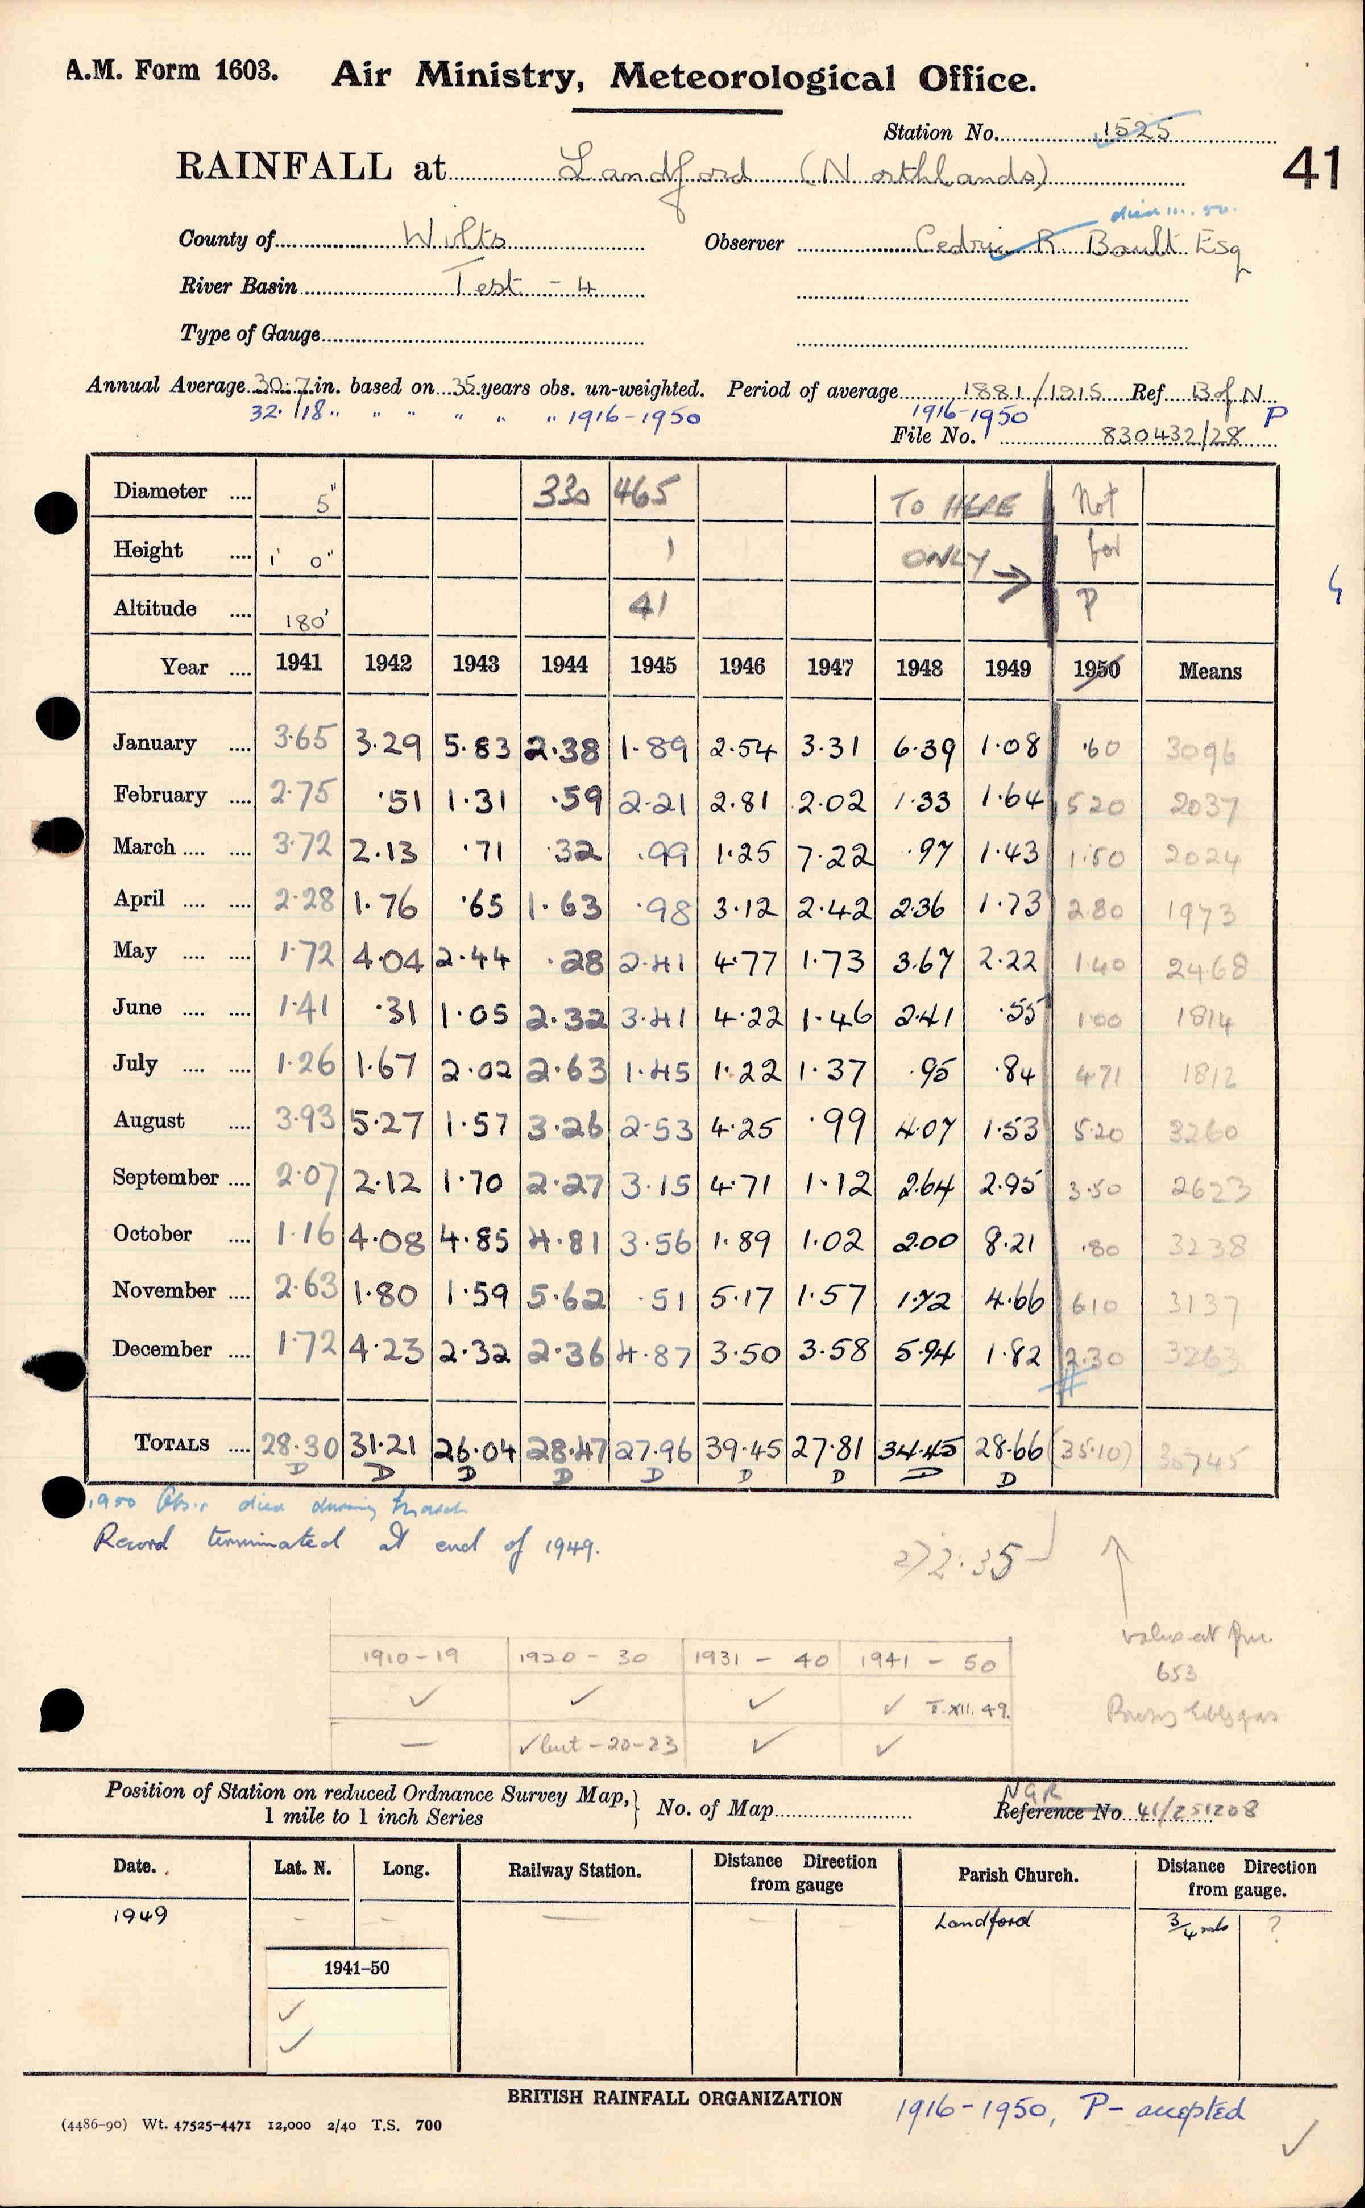 A.M. Form 1603. Air Ministry, Meteorological Office.
Station No. 1525
41
RAINFALL at Landford (Northlands)
died 111.50.
County of Wilts Observer Cedric R. Boult Esq
River Basin Test - 4
Type of Gauge
Annual Average 30.7 in. based on 35 years obs. un-weighted. Period of average 1881/1915 Ref B of N
32.18 " " " " " " 1916-1950 1916-1950 P
File No. 830432/28
Diameter .... 5" 330 465 TO HERE Not
Height .... 1' 0" 1 ONLY → for
Altitude .... 180' 41 P
Year .... 1941 1942 1943 1944 1945 1946 1947 1948 1949 1950 Means
January .... 3.65 3.29 5.83 2.38 1.89 2.54 3.31 6.39 1.08 .60 3096
February .... 2.75 .51 1.31 .59 2.21 2.81 2.02 1.33 1.64 520 2037
March .... .... 3.72 2.13 .71 .32 .99 1.25 7.22 .97 1.43 1.50 2024
April .... .... 2.28 1.76 .65 1.63 .98 3.12 2.42 2.36 1.73 2.80 1973
May .... .... 1.72 4.04 2.44 .28 2.41 4.77 1.73 3.67 2.22 1.40 2468
June .... .... 1.41 .31 1.05 2.32 3.41 4.22 1.46 2.41 .55 1.00 1814
July .... .... 1.26 1.67 2.02 2.63 1.45 1.22 1.37 .95 .84 4.71 1812
August .... 3.93 5.27 1.57 3.26 2.53 4.25 .99 4.07 1.53 5.20 3260
September .... 2.07 2.12 1.70 2.27 3.15 4.71 1.12 2.64 2.95 3.50 2623
October .... 1.16 4.08 4.85 4.81 3.56 1.89 1.02 2.00 8.21 .80 3238
November .... 2.63 1.80 1.59 5.62 .51 5.17 1.57 1.72 4.66 6.10 3137
December .... 1.72 4.23 2.32 2.36 4.87 3.50 3.58 5.94 1.82 2.30 3263
TOTALS .... 28.30 31.21 26.04 28.47 27.96 39.45 27.81 34.45 28.66 (35.10) 30745
D D D D D D D D D
1950 Obsr died during March
Record terminated at end of 1949.
2.35
1910-19 1920-30 1931-40 1941-50
✓ ✓ ✓ ✓ T.XII.49.
— ✓ but -20-23 ✓ ✓
values at
653
Position of Station on reduced Ordnance Survey Map,
1 mile to 1 inch Series
No. of Map
NGR
Reference No 41/251208
Date. Lat. N. Long. Railway Station. Distance Direction from gauge Parish Church. Distance Direction from gauge.
1949 – – — – – Landford 3/4 mls ?
1941-50
✓
✓
BRITISH RAINFALL ORGANIZATION
1916-1950, P- accepted
(4486-90) Wt. 47525-4471 12,000 2/40 T.S. 700
✓